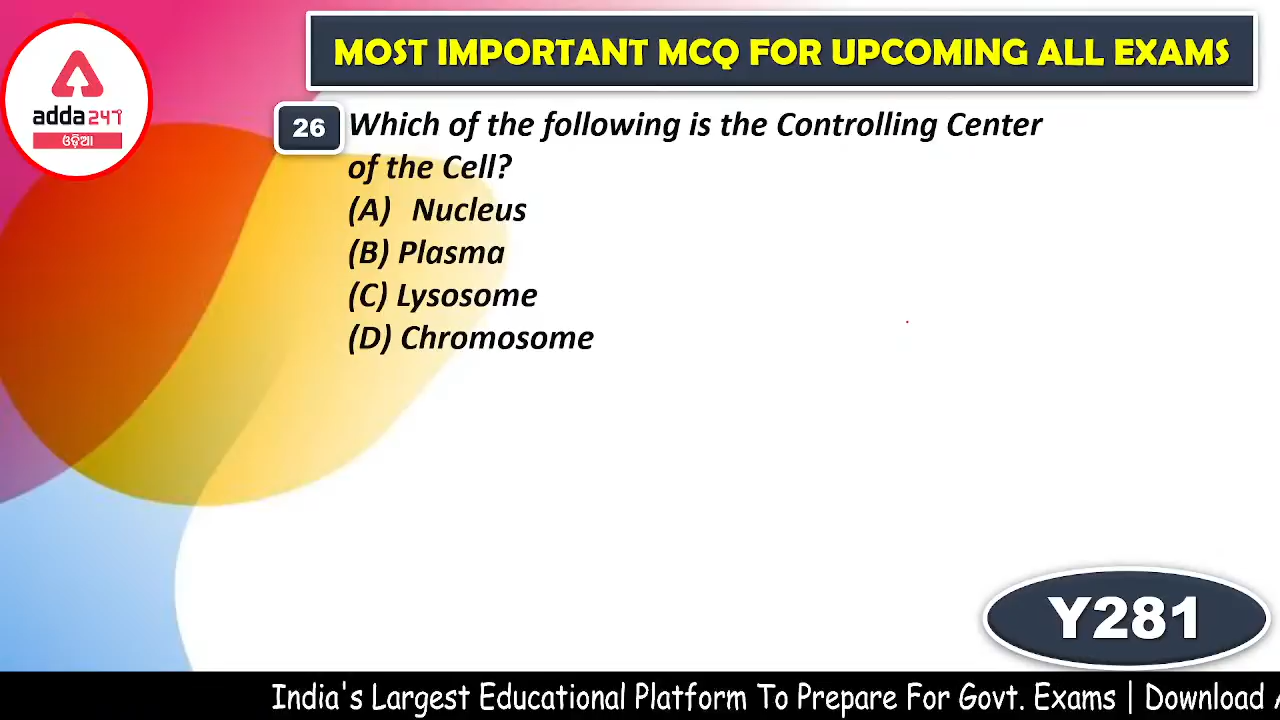 MOST IMPORTANT MCQ FOR UPCOMING ALL EXAMS
adda247
ଓଡ଼ିଆ
26 Which of the following is the Controlling Center
of the Cell?
(A) Nucleus
(B) Plasma
(C) Lysosome
(D) Chromosome
Y281
India's Largest Educational Platform To Prepare For Govt. Exams | Download